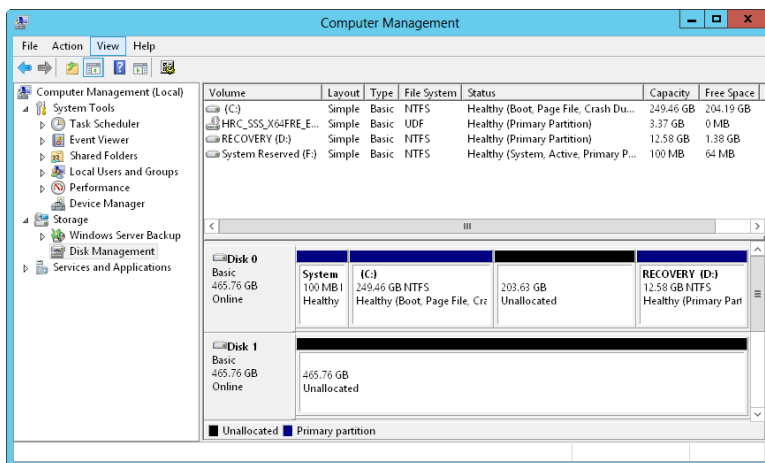 Computer Management
File Action View Help
Computer Management (Local)
System Tools
Task Scheduler
Event Viewer
Shared Folders
Local Users and Groups
Performance
Device Manager
Storage
Windows Server Backup
Disk Management
Services and Applications
Volume Layout Type File System Status Capacity Free Space
(C:) Simple Basic NTFS Healthy (Boot, Page File, Crash Du... 249.46 GB 204.19 GB
HRC_SSS_X64FRE_E... Simple Basic UDF Healthy (Primary Partition) 3.37 GB 0 MB
RECOVERY (D:) Simple Basic NTFS Healthy (Primary Partition) 12.58 GB 1.38 GB
System Reserved (F:) Simple Basic NTFS Healthy (System, Active, Primary P... 100 MB 64 MB
Disk 0
Basic
465.76 GB
Online
System
100 MB I
Healthy
(C:)
249.46 GB NTFS
Healthy (Boot, Page File, Cra
203.63 GB
Unallocated
RECOVERY (D:)
12.58 GB NTFS
Healthy (Primary Part
Disk 1
Basic
465.76 GB
Online
465.76 GB
Unallocated
Unallocated Primary partition